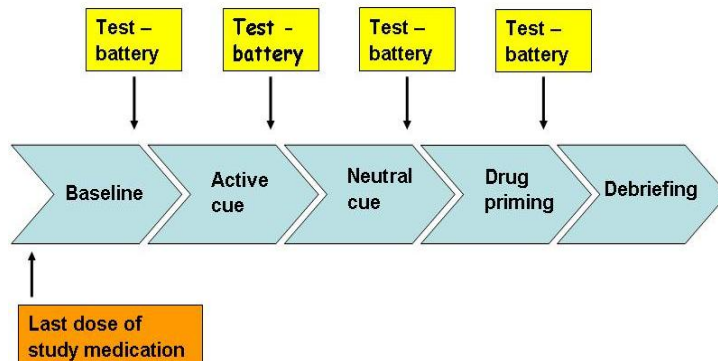 Test –
battery
Test -
battery
Test –
battery
Test –
battery
Baseline
Active
cue
Neutral
cue
Drug
priming
Debriefing
Last dose of
study medication